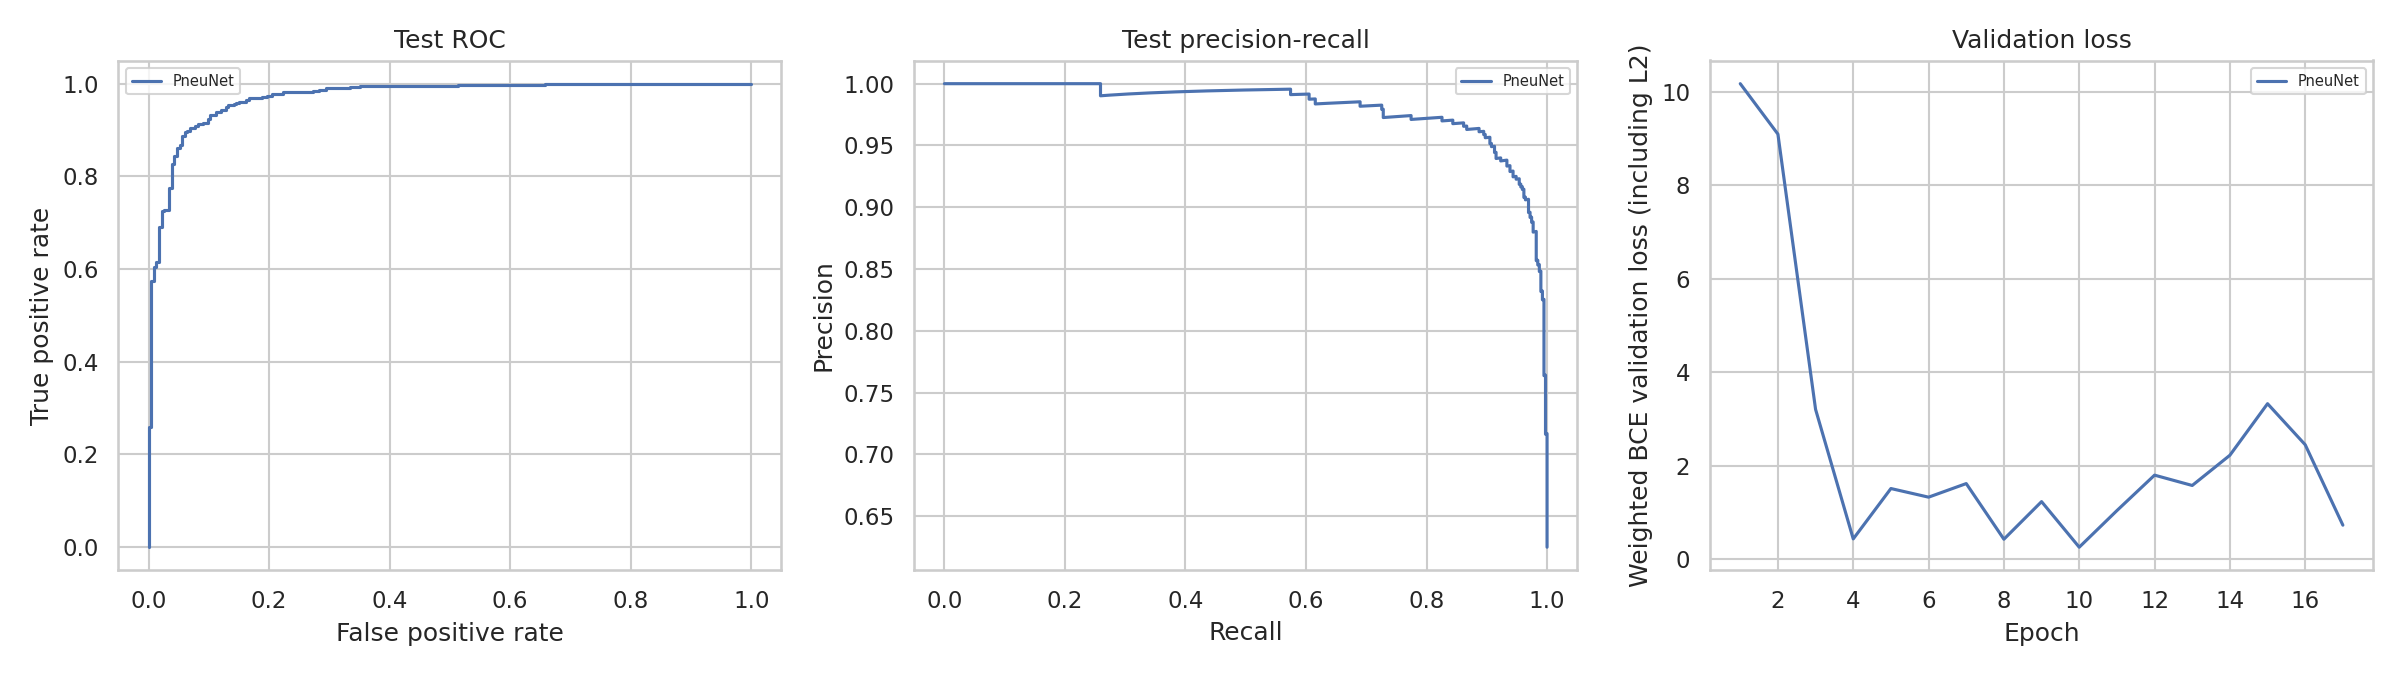 Test ROC
PneuNet
True positive rate
1.0
0.8
0.6
0.4
0.2
0.0
0.0 0.2 0.4 0.6 0.8 1.0
False positive rate
Test precision-recall
PneuNet
Precision
1.00
0.95
0.90
0.85
0.80
0.75
0.70
0.65
0.0 0.2 0.4 0.6 0.8 1.0
Recall
Validation loss
PneuNet
Weighted BCE validation loss (including L2)
10
8
6
4
2
0
2 4 6 8 10 12 14 16
Epoch